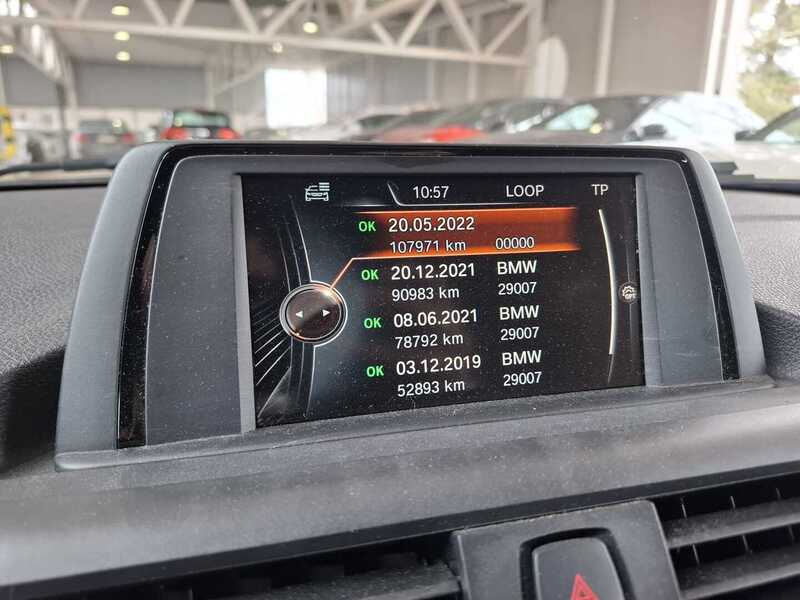 10:57 LOOP TP
OK 20.05.2022
107971 km 00000
OK 20.12.2021 BMW
90983 km 29007
OK 08.06.2021 BMW
78792 km 29007
OK 03.12.2019 BMW
52893 km 29007